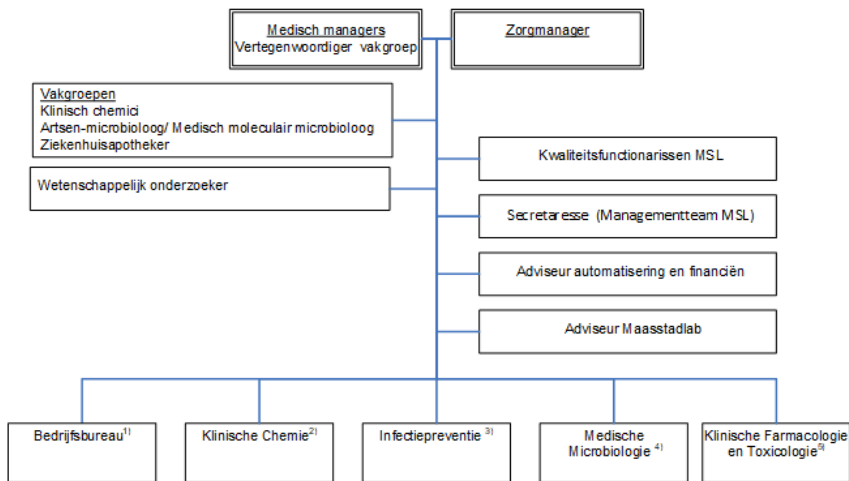 Medisch managers
Vertegenwoordiger vakgroep
Zorgmanager
Vakgroepen
Klinisch chemici
Artsen-microbioloog/ Medisch moleculair microbioloog
Ziekenhuisapotheker
Kwaliteitsfunctionarissen MSL
Wetenschappelijk onderzoeker
Secretaresse (Managementteam MSL)
Adviseur automatisering en financiën
Adviseur Maasstadlab
Bedrijfsbureau¹⁾
Klinische Chemie²⁾
Infectiepreventie ³⁾
Medische
Microbiologie ⁴⁾
Klinische Farmacologie
en Toxicologie⁵⁾